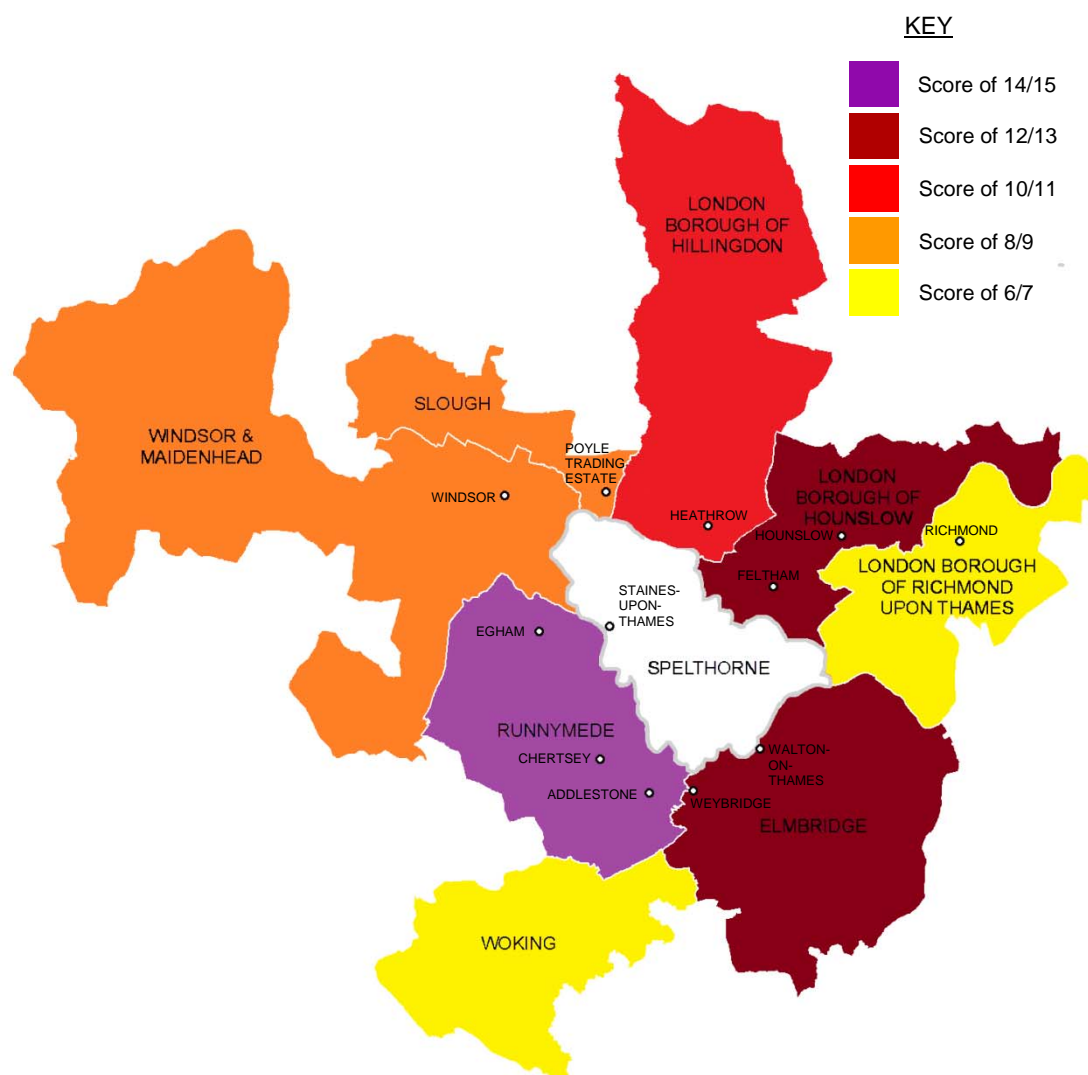 KEY
Score of 14/15
Score of 12/13
Score of 10/11
Score of 8/9
Score of 6/7
LONDON
BOROUGH OF
HILLINGDON
SLOUGH
WINDSOR &
MAIDENHEAD
POYLE
TRADING
ESTATE
WINDSOR
HEATHROW
LONDON
BOROUGH OF
HOUNSLOW
HOUNSLOW
RICHMOND
FELTHAM
LONDON BOROUGH
OF RICHMOND
UPON THAMES
STAINES-
UPON-
THAMES
EGHAM
SPELTHORNE
RUNNYMEDE
CHERTSEY
ADDLESTONE
WALTON-
ON-
THAMES
WEYBRIDGE
ELMBRIDGE
WOKING